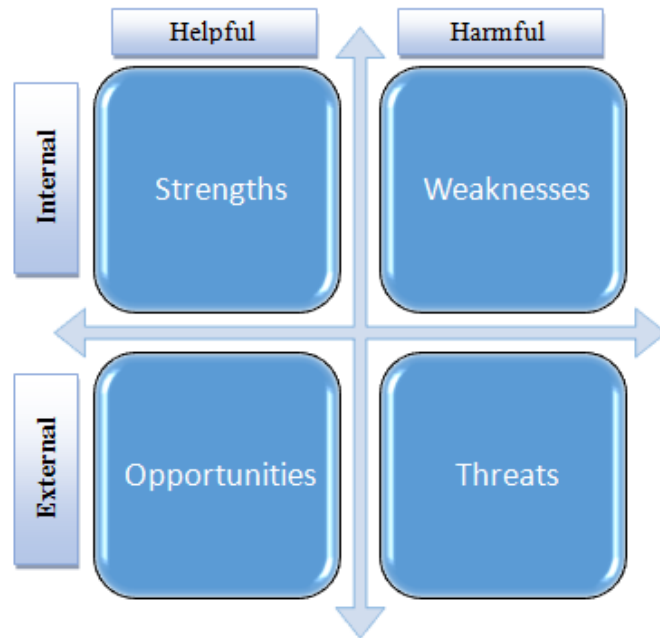 Helpful
Harmful
Internal
Strengths
Weaknesses
External
Opportunities
Threats